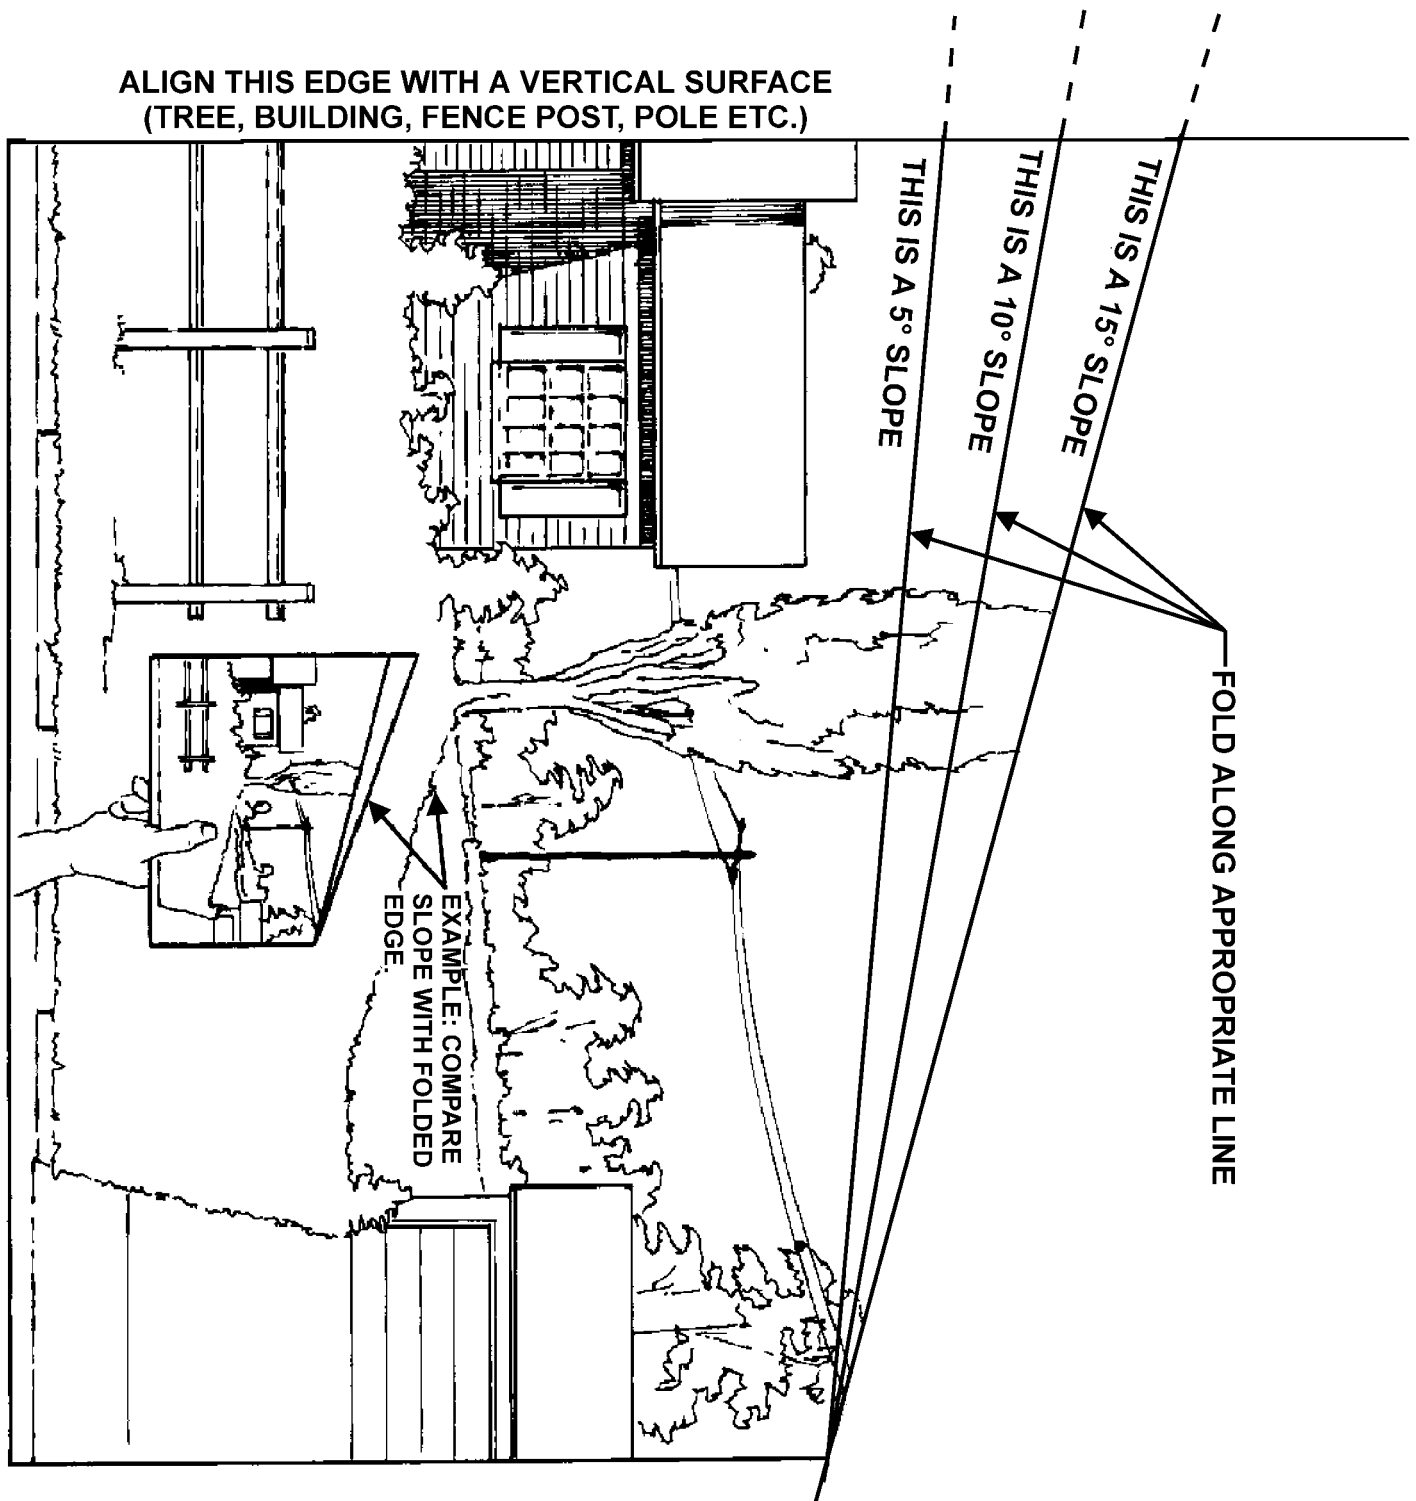 ALIGN THIS EDGE WITH A VERTICAL SURFACE
(TREE, BUILDING, FENCE POST, POLE ETC.)
THIS IS A 5° SLOPE
THIS IS A 10° SLOPE
THIS IS A 15° SLOPE
FOLD ALONG APPROPRIATE LINE
EXAMPLE: COMPARE
SLOPE WITH FOLDED
EDGE.